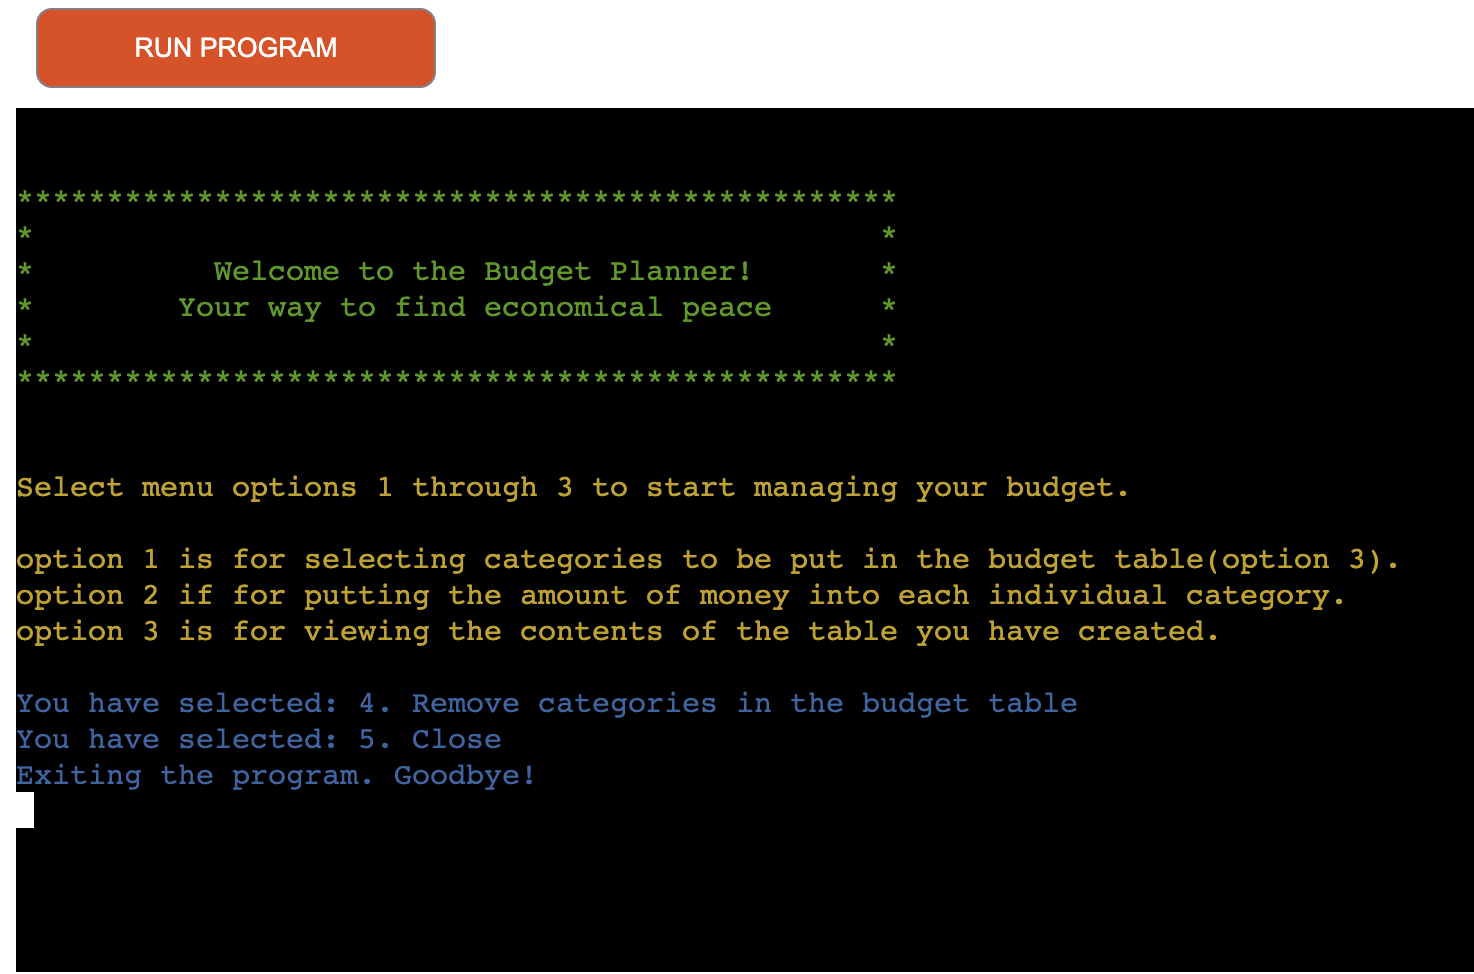 RUN PROGRAM
*************************************************
*                                               *
*          Welcome to the Budget Planner!       *
*        Your way to find economical peace      *
*                                               *
*************************************************
Select menu options 1 through 3 to start managing your budget.
option 1 is for selecting categories to be put in the budget table(option 3).
option 2 if for putting the amount of money into each individual category.
option 3 is for viewing the contents of the table you have created.
You have selected: 4. Remove categories in the budget table
You have selected: 5. Close
Exiting the program. Goodbye!